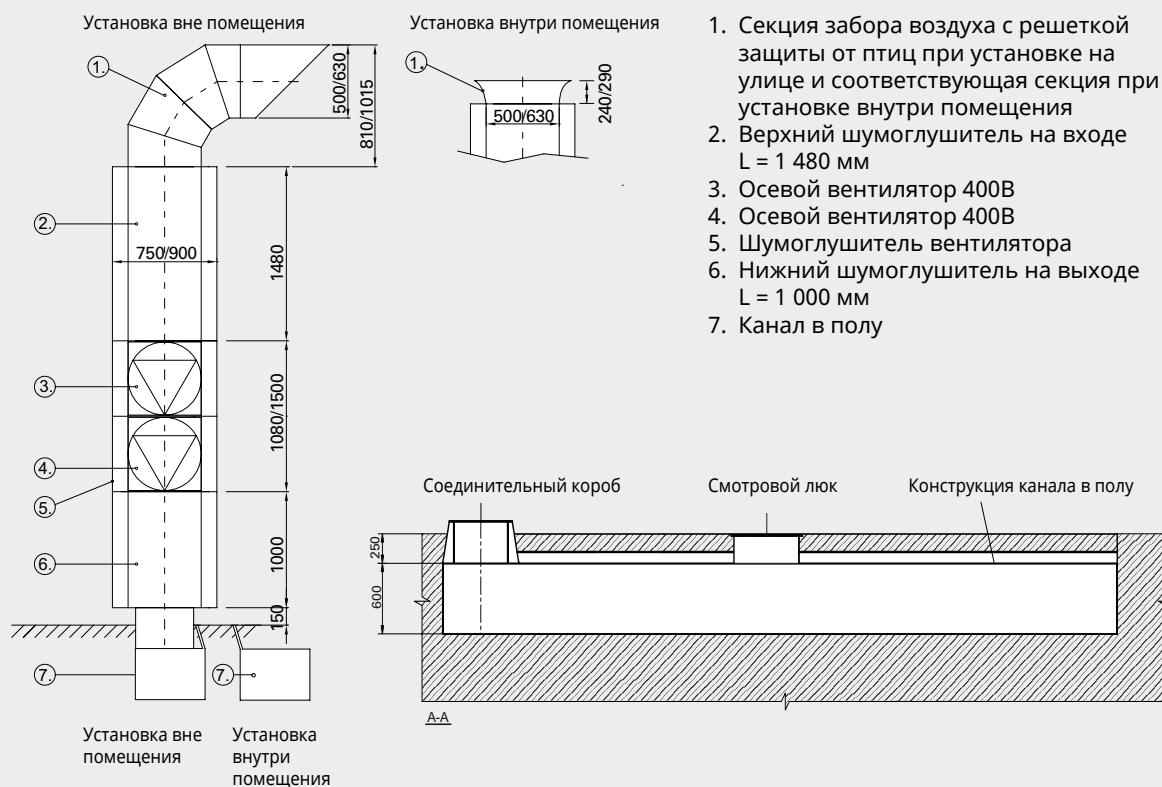 Установка вне помещения
Установка внутри помещения
1.
500/630
810/1015
1.
500/630
240/290
2.
750/900
1480
3.
1080/1500
4.
5.
6.
1000
150
7.
7.
Установка вне
помещения
Установка
внутри
помещения
1. Секция забора воздуха с решеткой
защиты от птиц при установке на
улице и соответствующая секция при
установке внутри помещения
2. Верхний шумоглушитель на входе
L = 1 480 мм
3. Осевой вентилятор 400В
4. Осевой вентилятор 400В
5. Шумоглушитель вентилятора
6. Нижний шумоглушитель на выходе
L = 1 000 мм
7. Канал в полу
Соединительный короб
Смотровой люк
Конструкция канала в полу
250
600
A-A